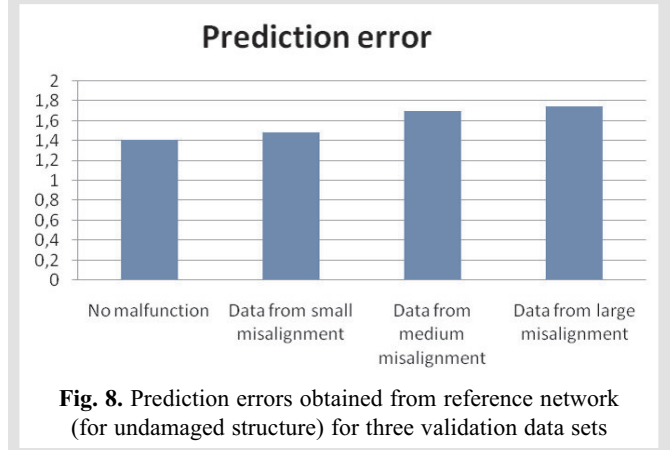 Prediction error
2
1,8
1,6
1,4
1,2
1
0,8
0,6
0,4
0,2
0
No malfunction
Data from small
misalignment
Data from
medium
misalignment
Data from large
misalignment
Fig. 8. Prediction errors obtained from reference network
(for undamaged structure) for three validation data sets